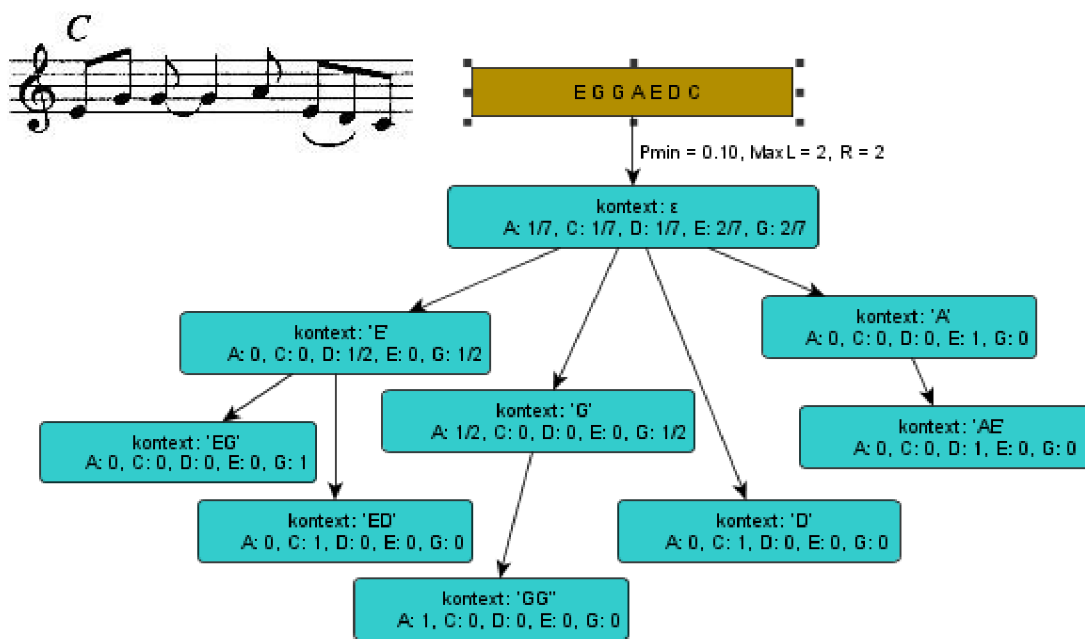 C
E G G A E D C
Pmin = 0.10, Max L = 2, R = 2
kontext: ε
A: 1/7, C: 1/7, D: 1/7, E: 2/7, G: 2/7
kontext: 'E'
A: 0, C: 0, D: 1/2, E: 0, G: 1/2
kontext: 'A'
A: 0, C: 0, D: 0, E: 1, G: 0
kontext: 'G'
A: 1/2, C: 0, D: 0, E: 0, G: 1/2
kontext: 'EG'
A: 0, C: 0, D: 0, E: 0, G: 1
kontext: 'AE'
A: 0, C: 0, D: 1, E: 0, G: 0
kontext: 'ED'
A: 0, C: 1, D: 0, E: 0, G: 0
kontext: 'D'
A: 0, C: 1, D: 0, E: 0, G: 0
kontext: 'GG''
A: 1, C: 0, D: 0, E: 0, G: 0